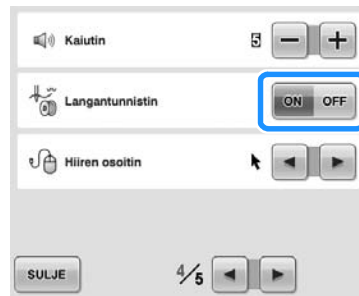 Kaiutin 5 − +
Langantunnistin ON OFF
Hiiren osoitin
SULJE 4/5